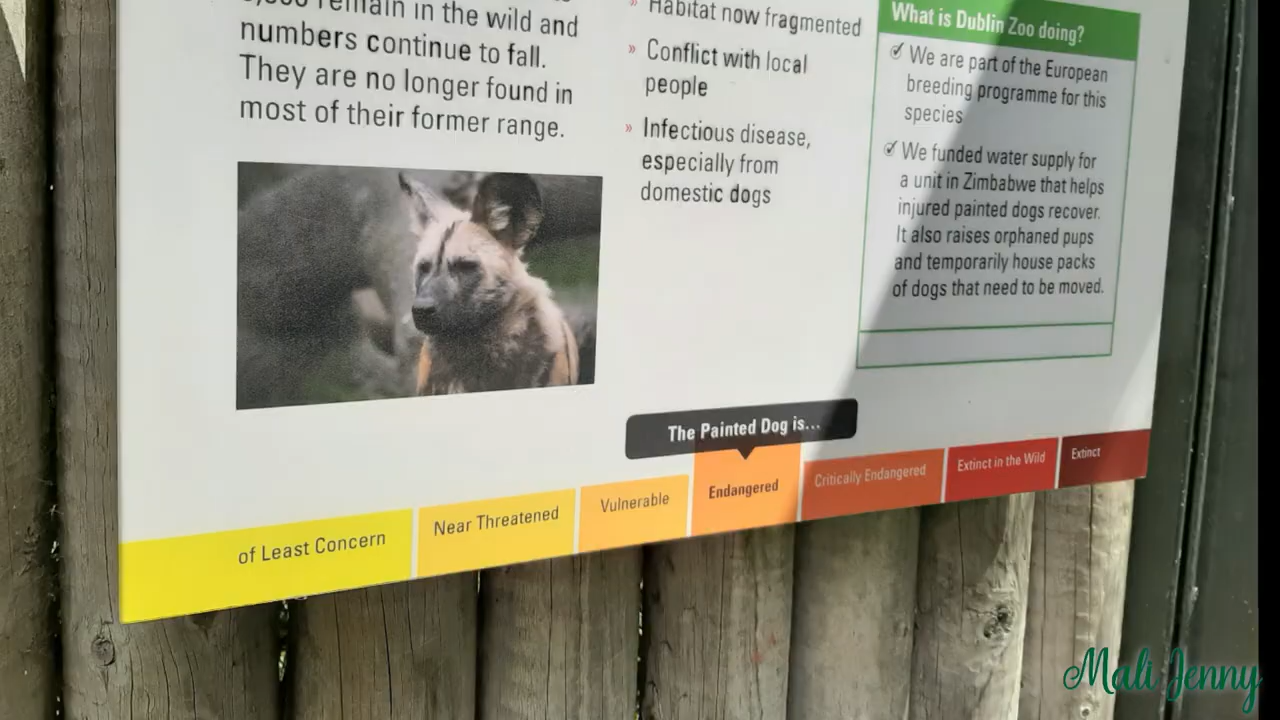 remain in the wild and
numbers continue to fall.
They are no longer found in
most of their former range.
» Habitat now fragmented
» Conflict with local
people
» Infectious disease,
especially from
domestic dogs
What is Dublin Zoo doing?
✓ We are part of the European
breeding programme for this
species
✓ We funded water supply for
a unit in Zimbabwe that helps
injured painted dogs recover.
It also raises orphaned pups
and temporarily house packs
of dogs that need to be moved.
The Painted Dog is...
of Least Concern
Near Threatened
Vulnerable
Endangered
Critically Endangered
Extinct in the Wild
Extinct
Mali Jenny